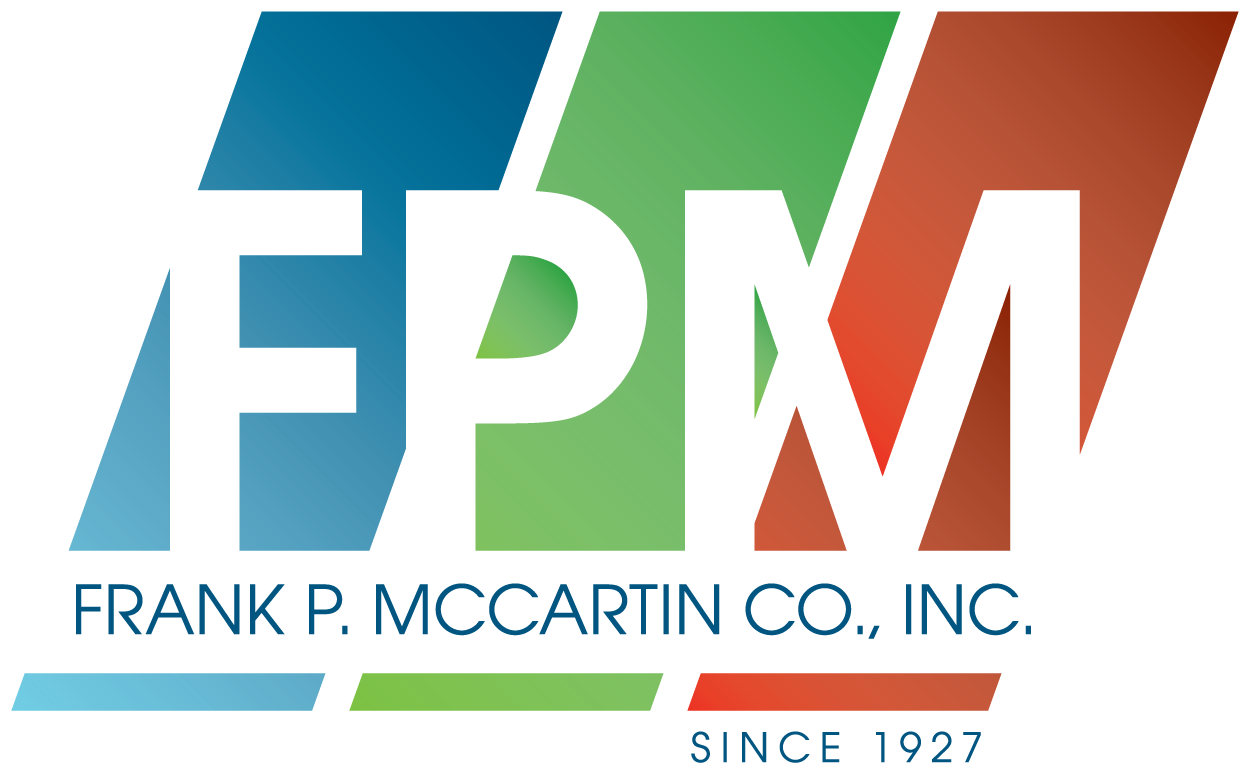 FPM
FRANK P. MCCARTIN CO., INC.
SINCE 1927